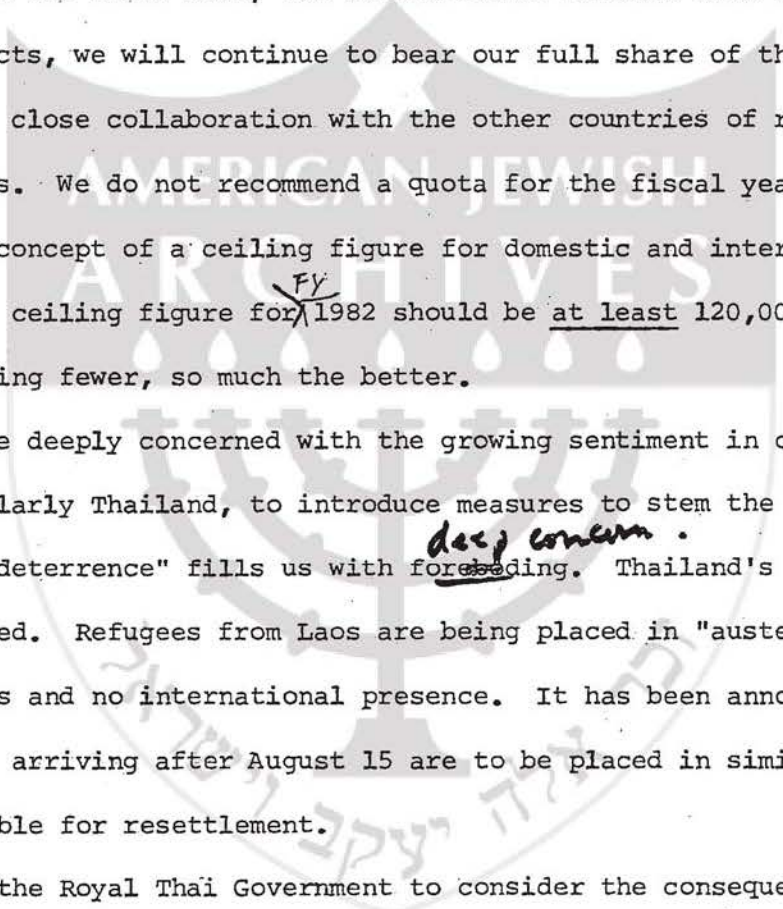 cts, we will continue to bear our full share of th
close collaboration with the other countries of r
s. We do not recommend a quota for the fiscal yea
AMERICAN JEWISH
concept of a ceiling figure for domestic and inter
ARCHIVES
FY
ceiling figure for 1982 should be at least 120,00
ing fewer, so much the better.
e deeply concerned with the growing sentiment in c
larly Thailand, to introduce measures to stem the
deep concern.
deterrence" fills us with foreboding. Thailand's
ed. Refugees from Laos are being placed in "auste
s and no international presence. It has been anno
arriving after August 15 are to be placed in simi
ble for resettlement.
אלה יעקב וישראל
the Royal Thai Government to consider the conseque